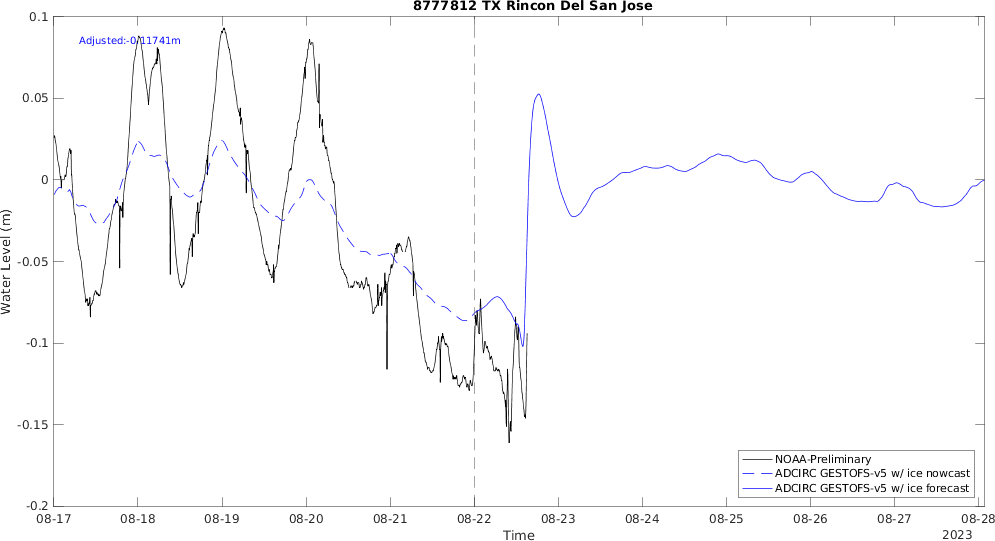 8777812 TX Rincon Del San Jose
Adjusted:-0.11741m
0.1
0.05
0
-0.05
-0.1
-0.15
-0.2
Water Level (m)
NOAA-Preliminary
ADCIRC GESTOFS-v5 w/ ice nowcast
ADCIRC GESTOFS-v5 w/ ice forecast
08-17 08-18 08-19 08-20 08-21 08-22 08-23 08-24 08-25 08-26 08-27 08-28
Time
2023